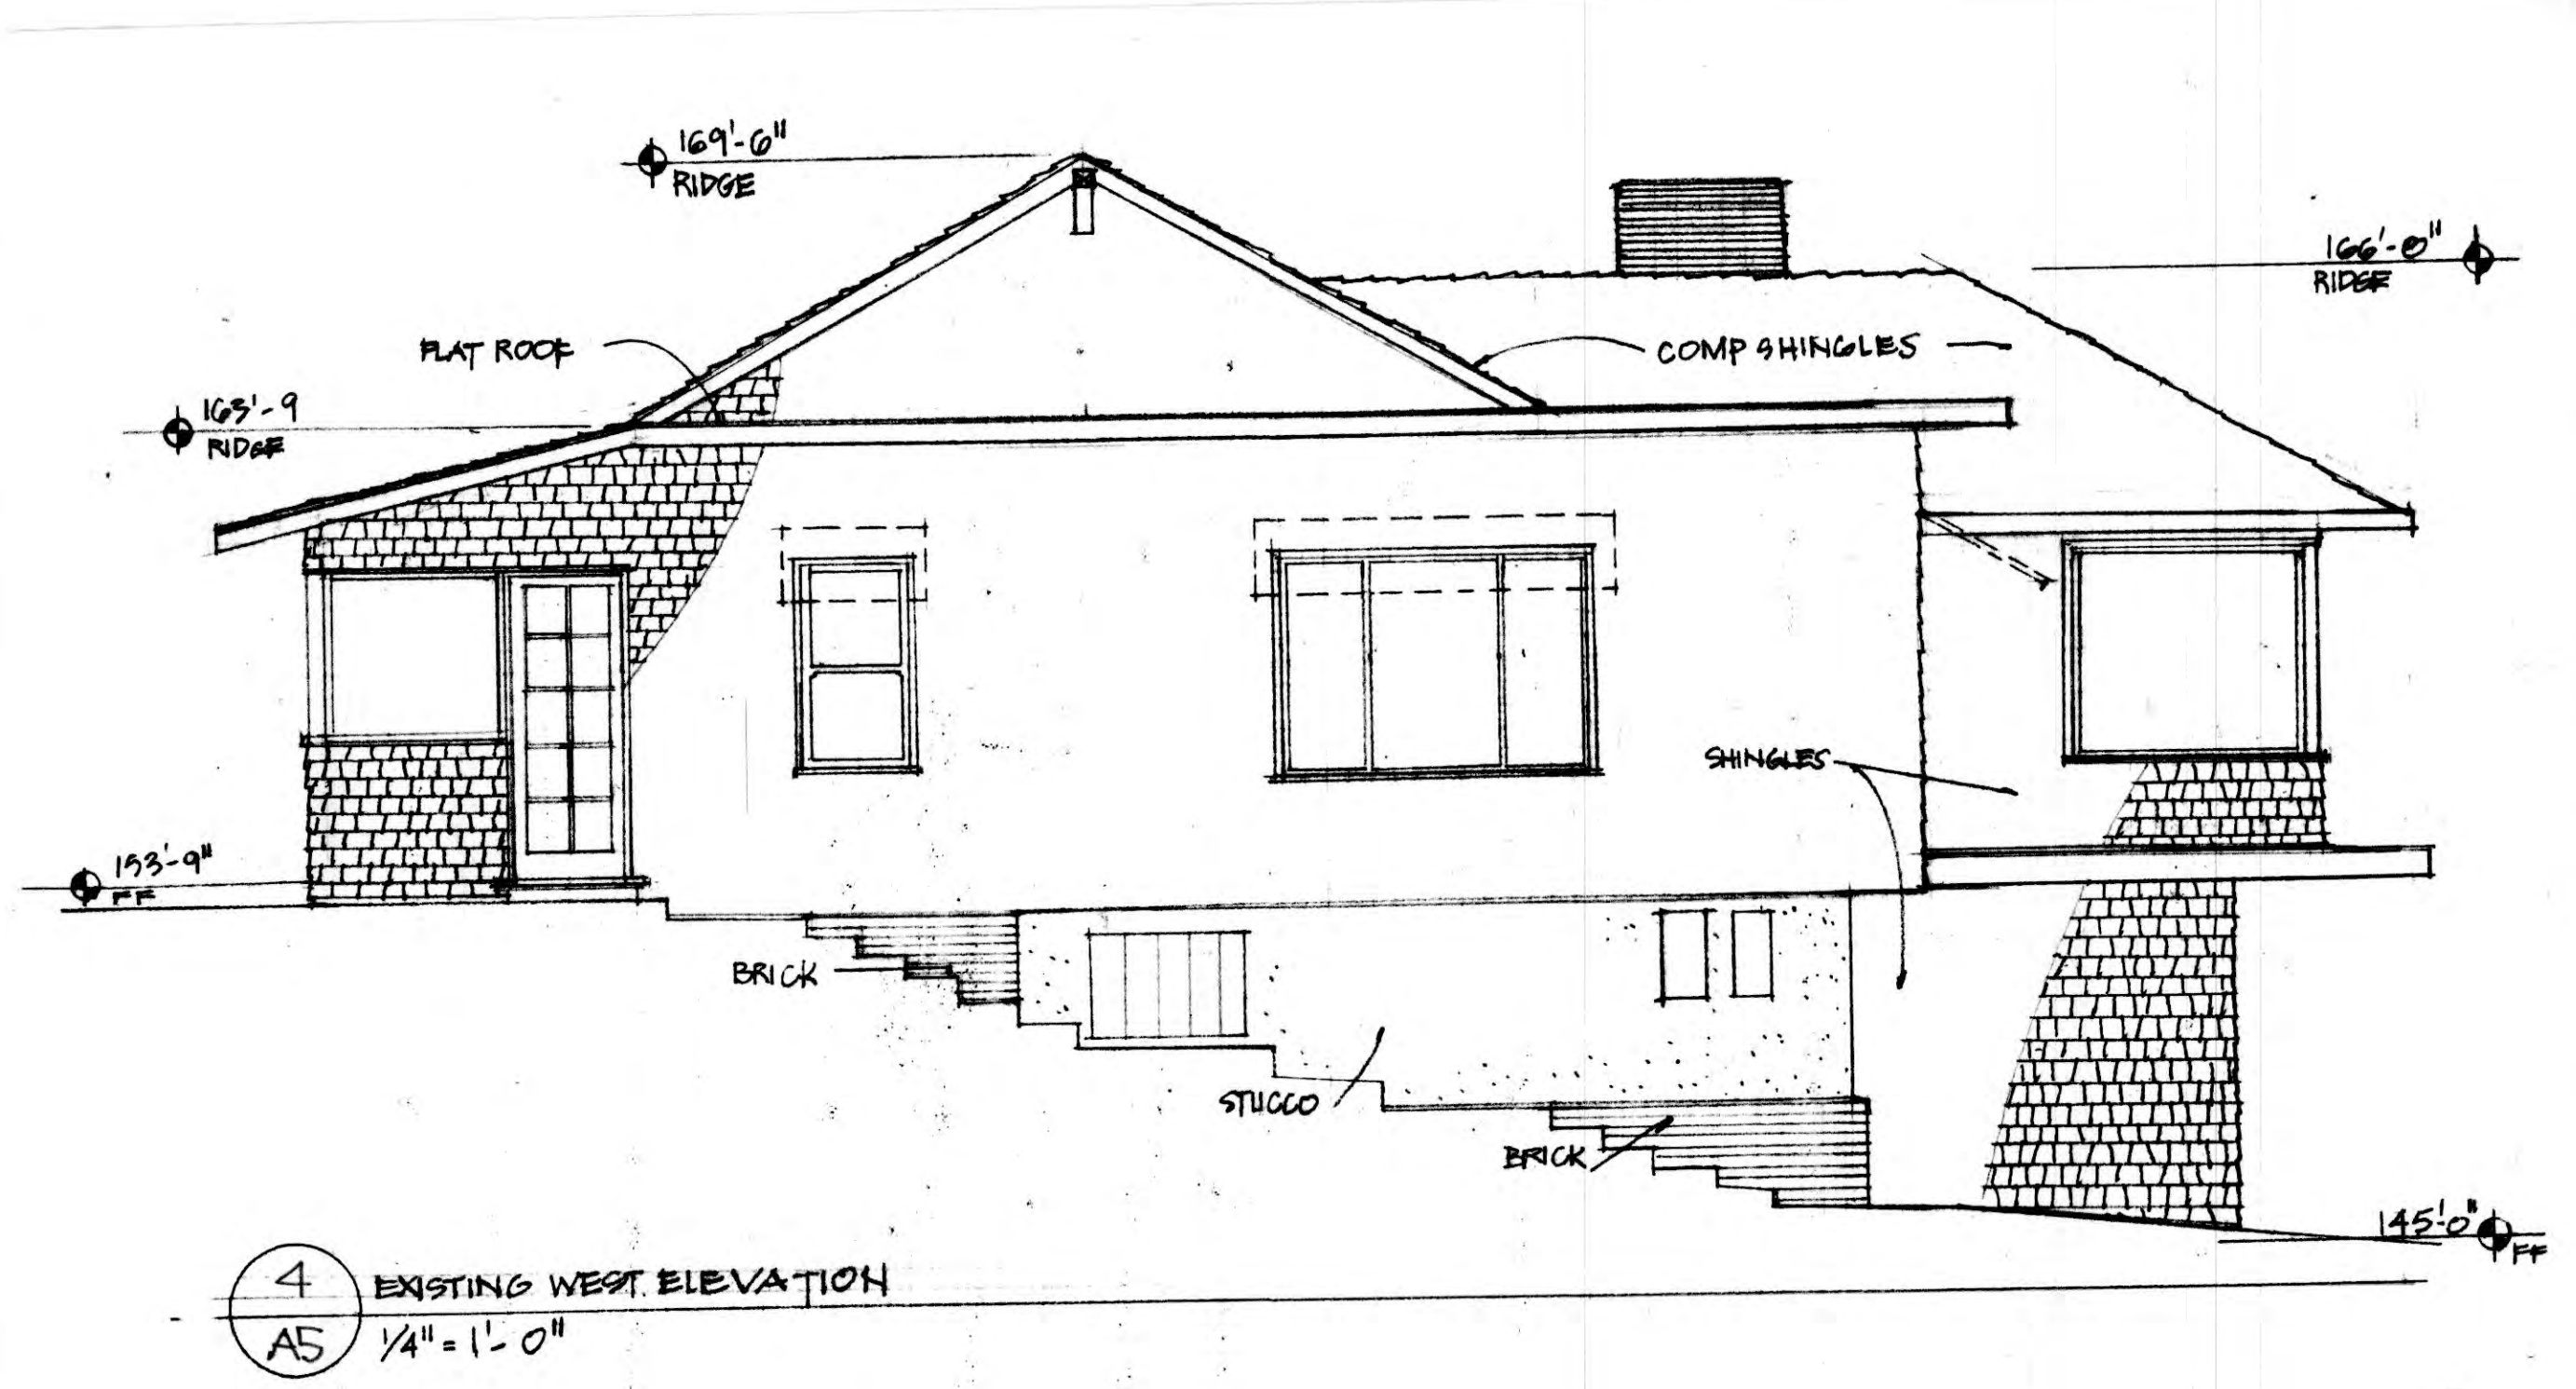 169'-6"
RIDGE
166'-0"
RIDGE
FLAT ROOF
COMP SHINGLES
163'-9
RIDGE
SHINGLES
153'-9"
FF
BRICK
STUCCO
BRICK
145'-0"
FF
4
EXISTING WEST ELEVATION
A5
1/4" = 1'-0"